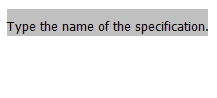 Type the name of the specification.